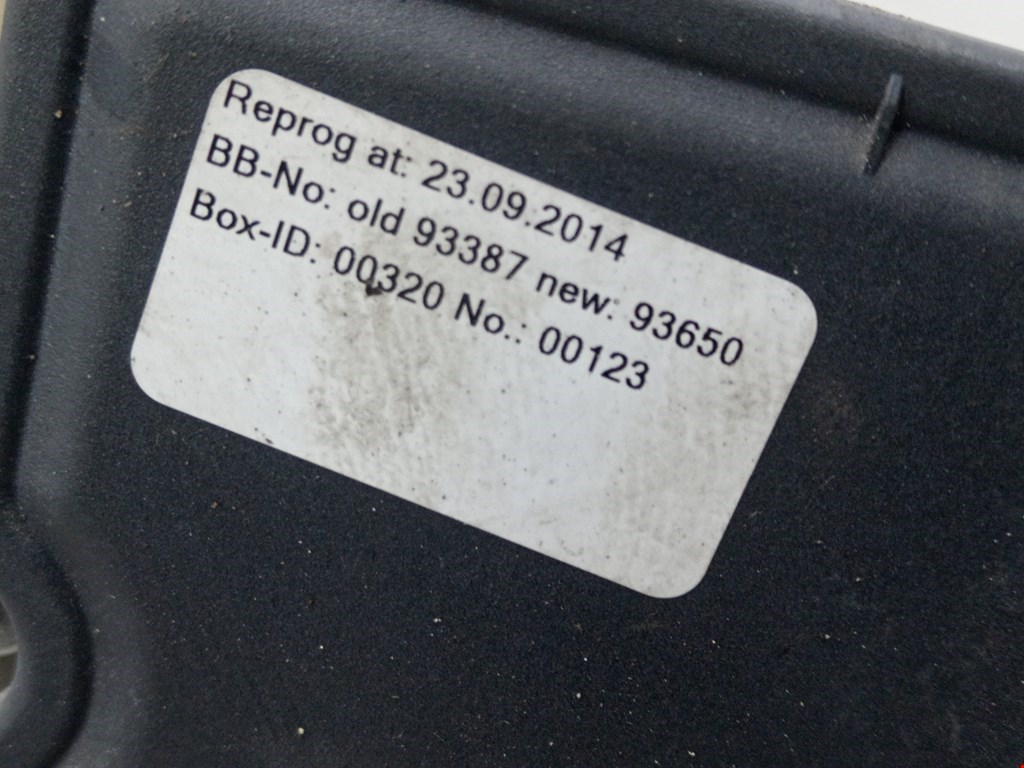 Reprog at: 23.09.2014
BB-No: old 93387 new: 93650
Box-ID: 00320 No.: 00123